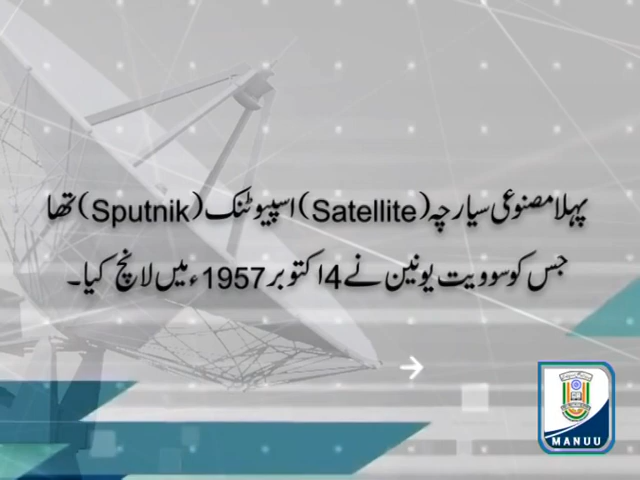 پہلا مصنوعی سیارچہ (Satellite) اسپیوٹنک (Sputnik) تھا
جس کو سوویت یونین نے 4 اکتوبر 1957ء میں لانچ کیا۔
MANUU